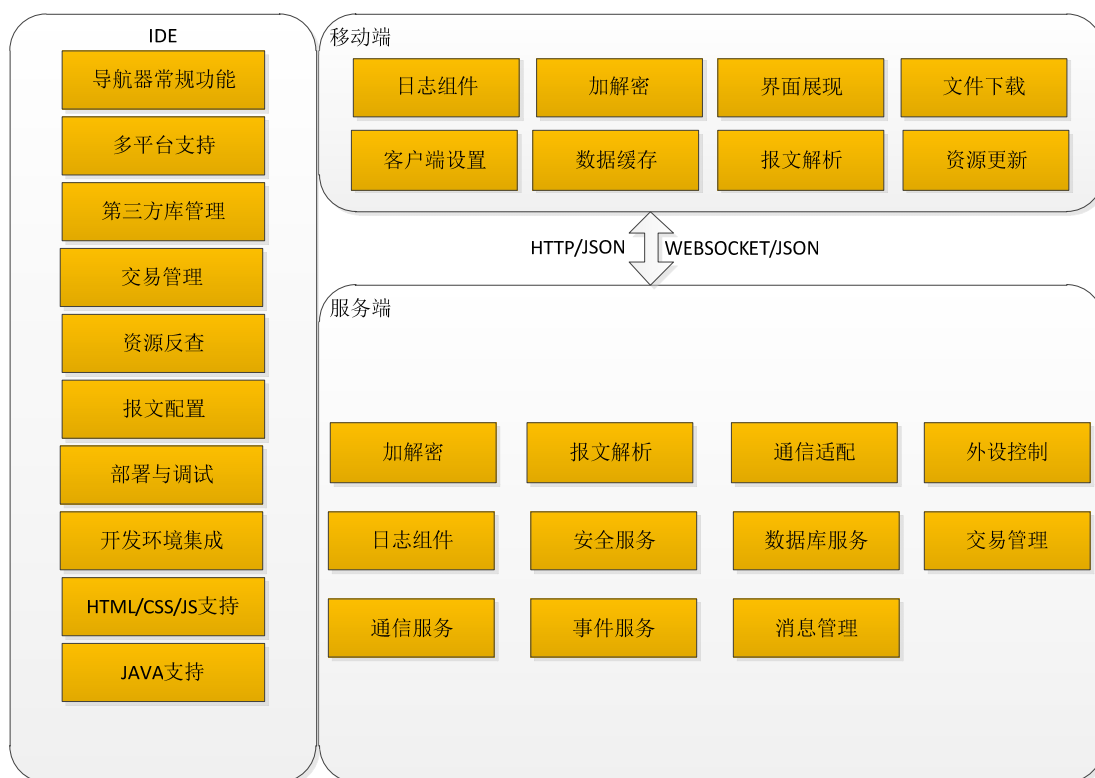 IDE
导航器常规功能
多平台支持
第三方库管理
交易管理
资源反查
报文配置
部署与调试
开发环境集成
HTML/CSS/JS支持
JAVA支持
移动端
日志组件
加解密
界面展现
文件下载
客户端设置
数据缓存
报文解析
资源更新
HTTP/JSON
WEBSOCKET/JSON
服务端
加解密
报文解析
通信适配
外设控制
日志组件
安全服务
数据库服务
交易管理
通信服务
事件服务
消息管理